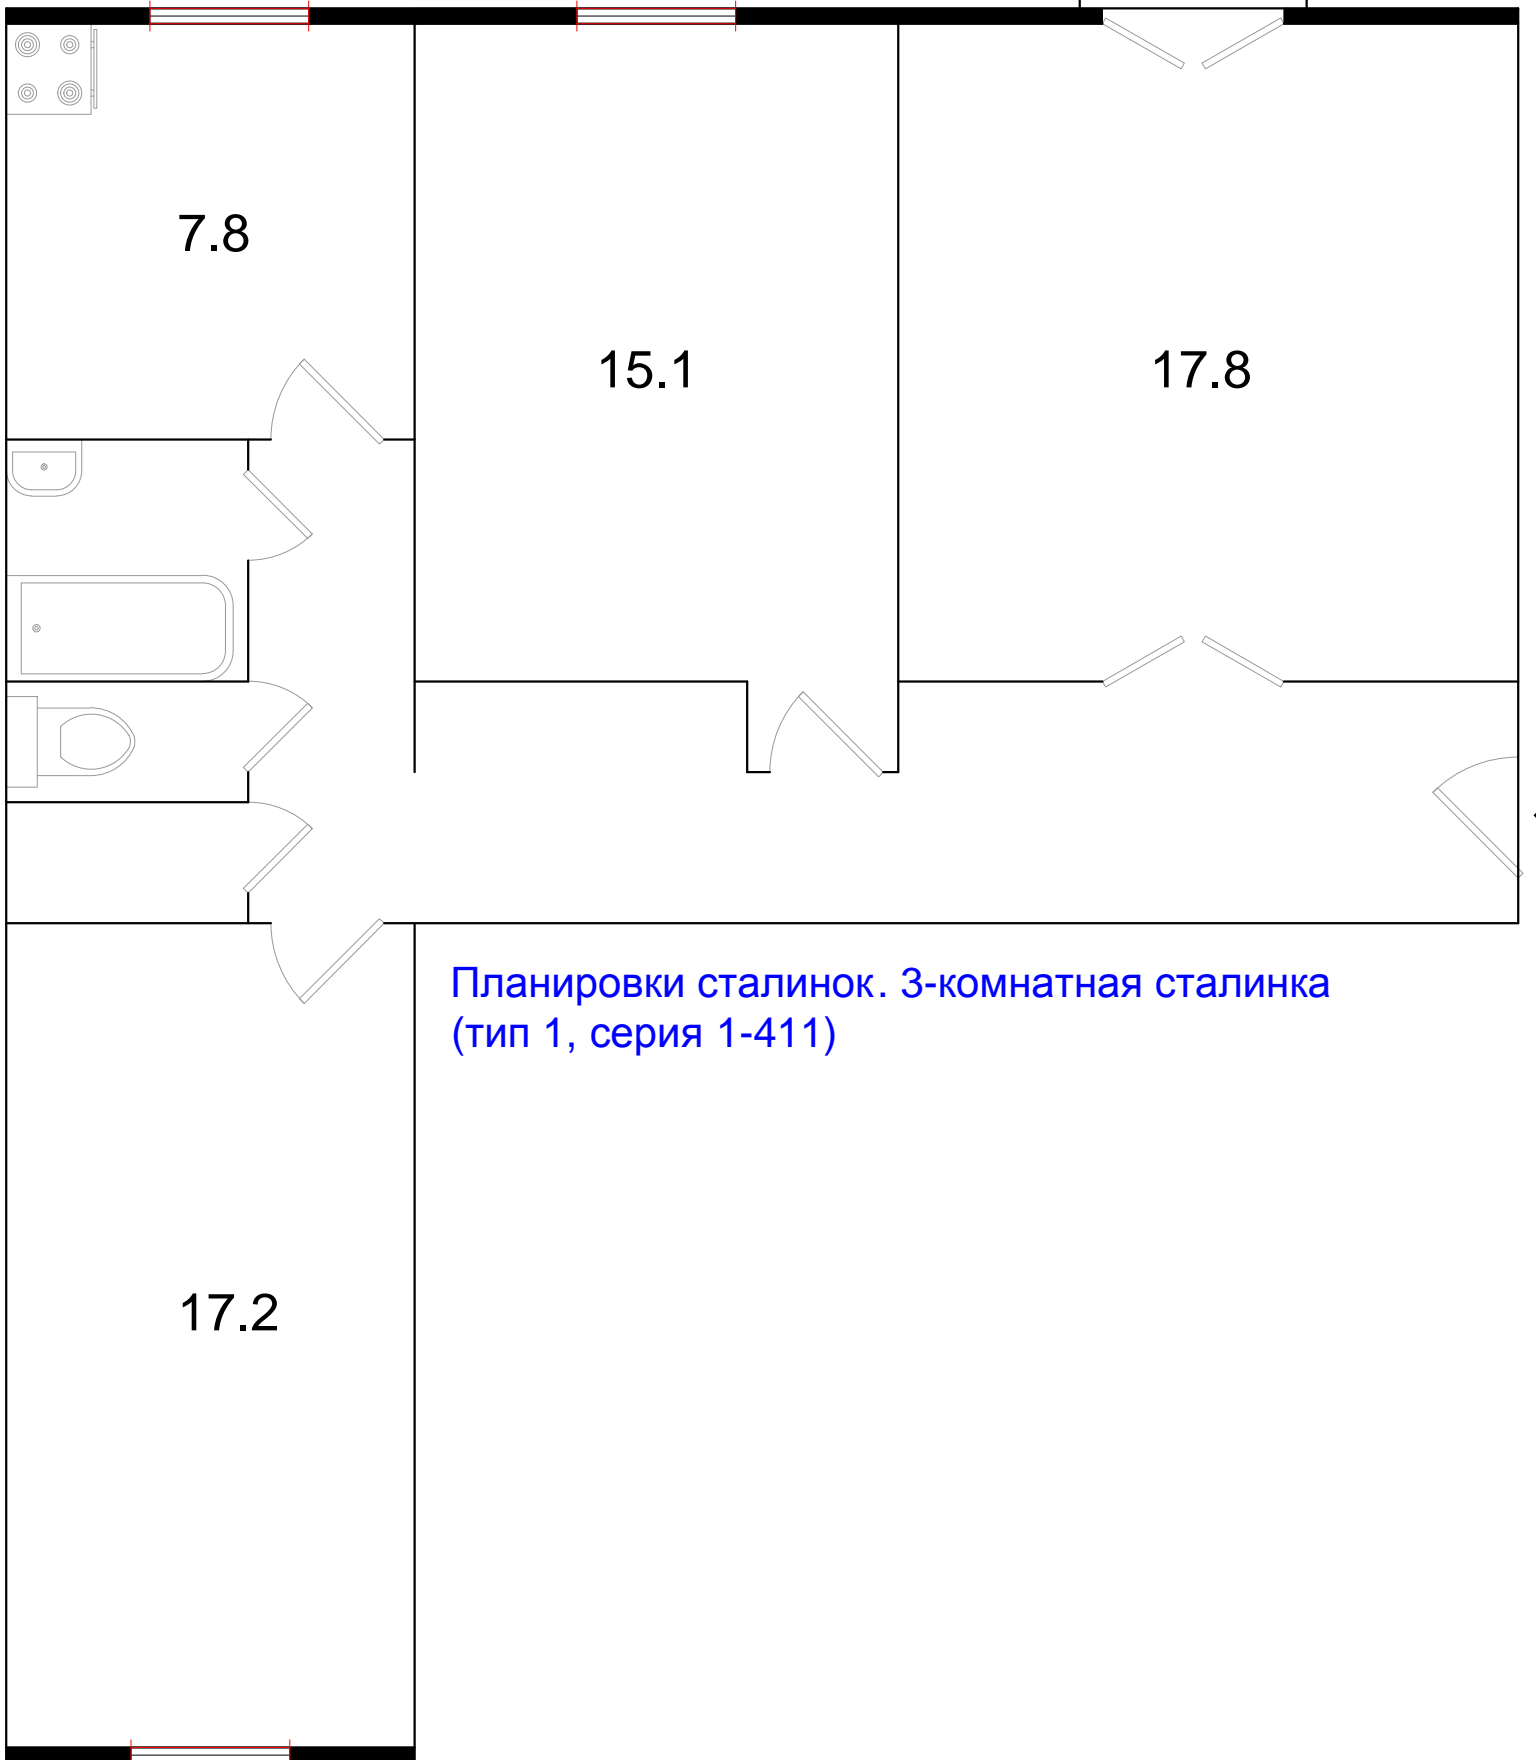 7.8
15.1
17.8
Планировки сталинок. 3-комнатная сталинка
(тип 1, серия 1-411)
17.2